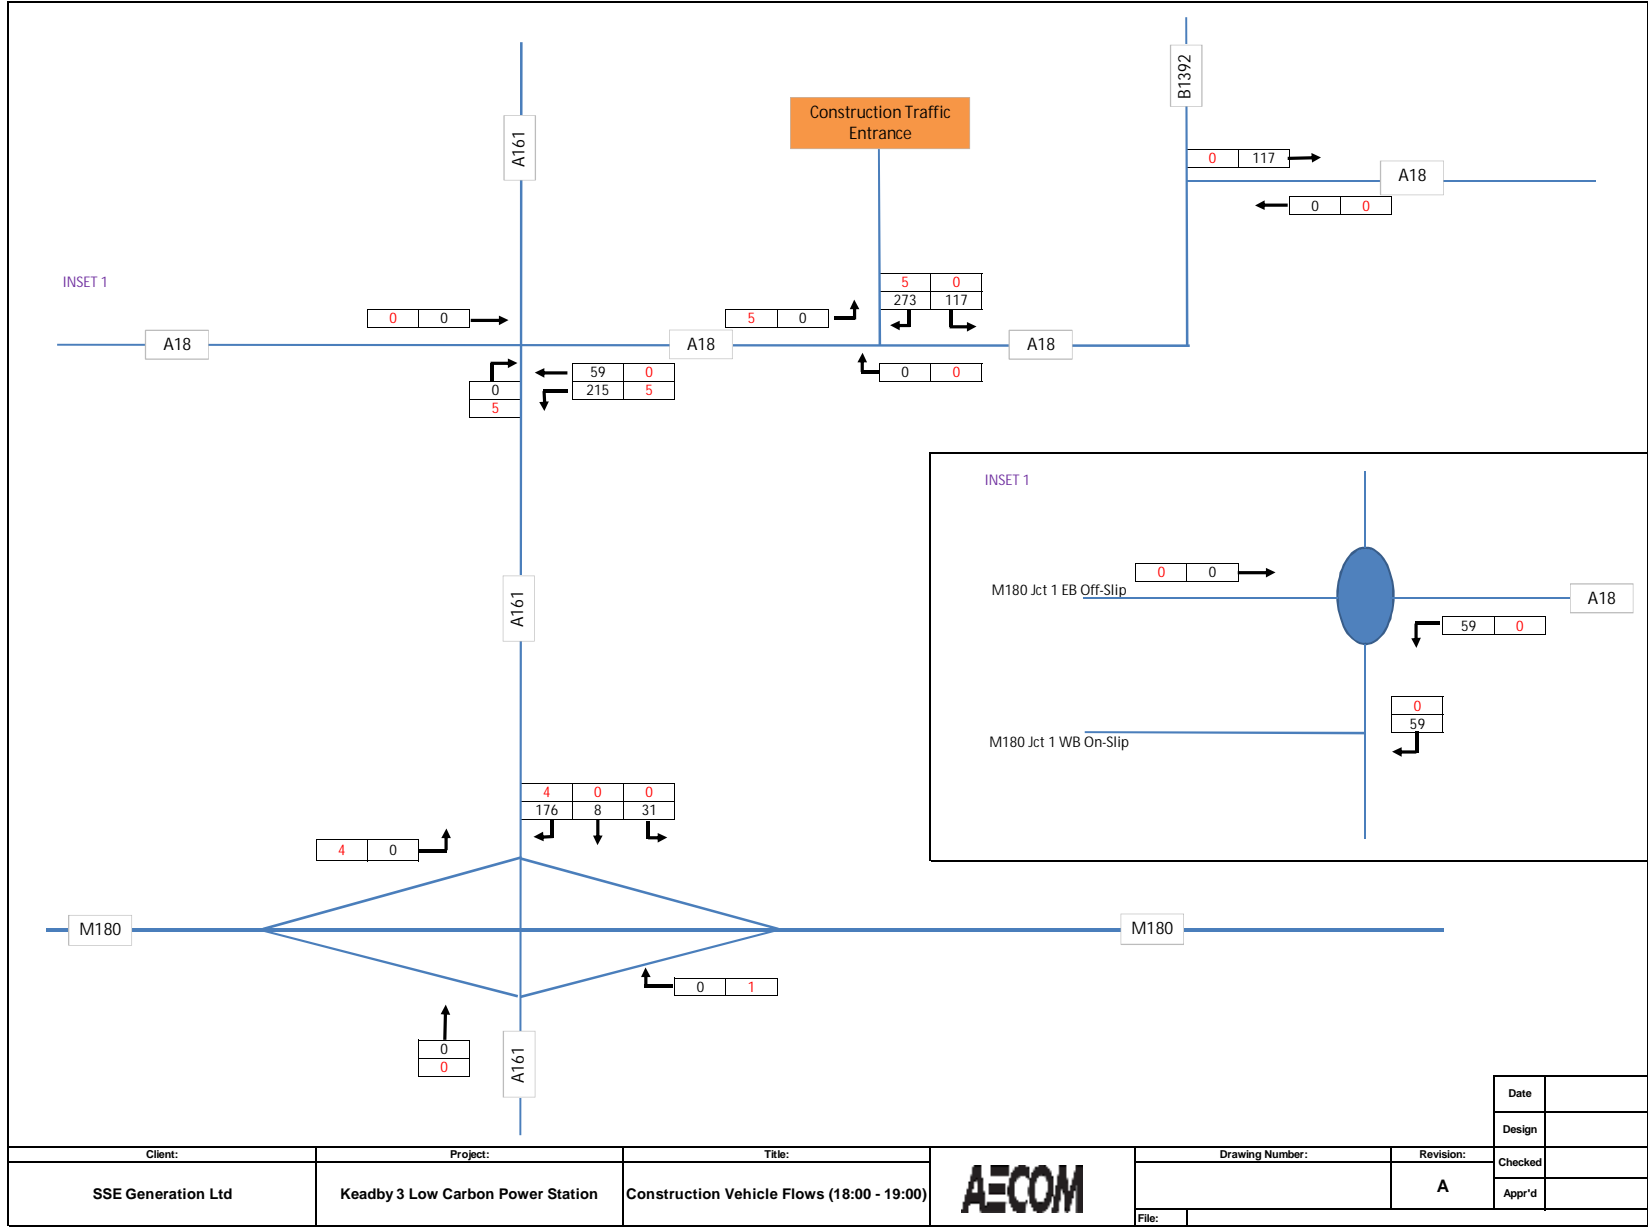 B1392
Construction Traffic
Entrance
A161
0 117
A18
0 0
INSET 1
5 0
273 117
0 0
5 0
A18
A18
A18
59 0
215 5
0
5
0 0
INSET 1
0 0
M180 Jct 1 EB Off-Slip
A18
59 0
A161
0
59
M180 Jct 1 WB On-Slip
4 0 0
176 8 31
4 0
M180
M180
0 1
0
0
A161
Date
Design
Checked
Appr'd
Client:
Project:
Title:
Drawing Number:
Revision:
SSE Generation Ltd
Keadby 3 Low Carbon Power Station
Construction Vehicle Flows (18:00 - 19:00)
AECOM
A
File: